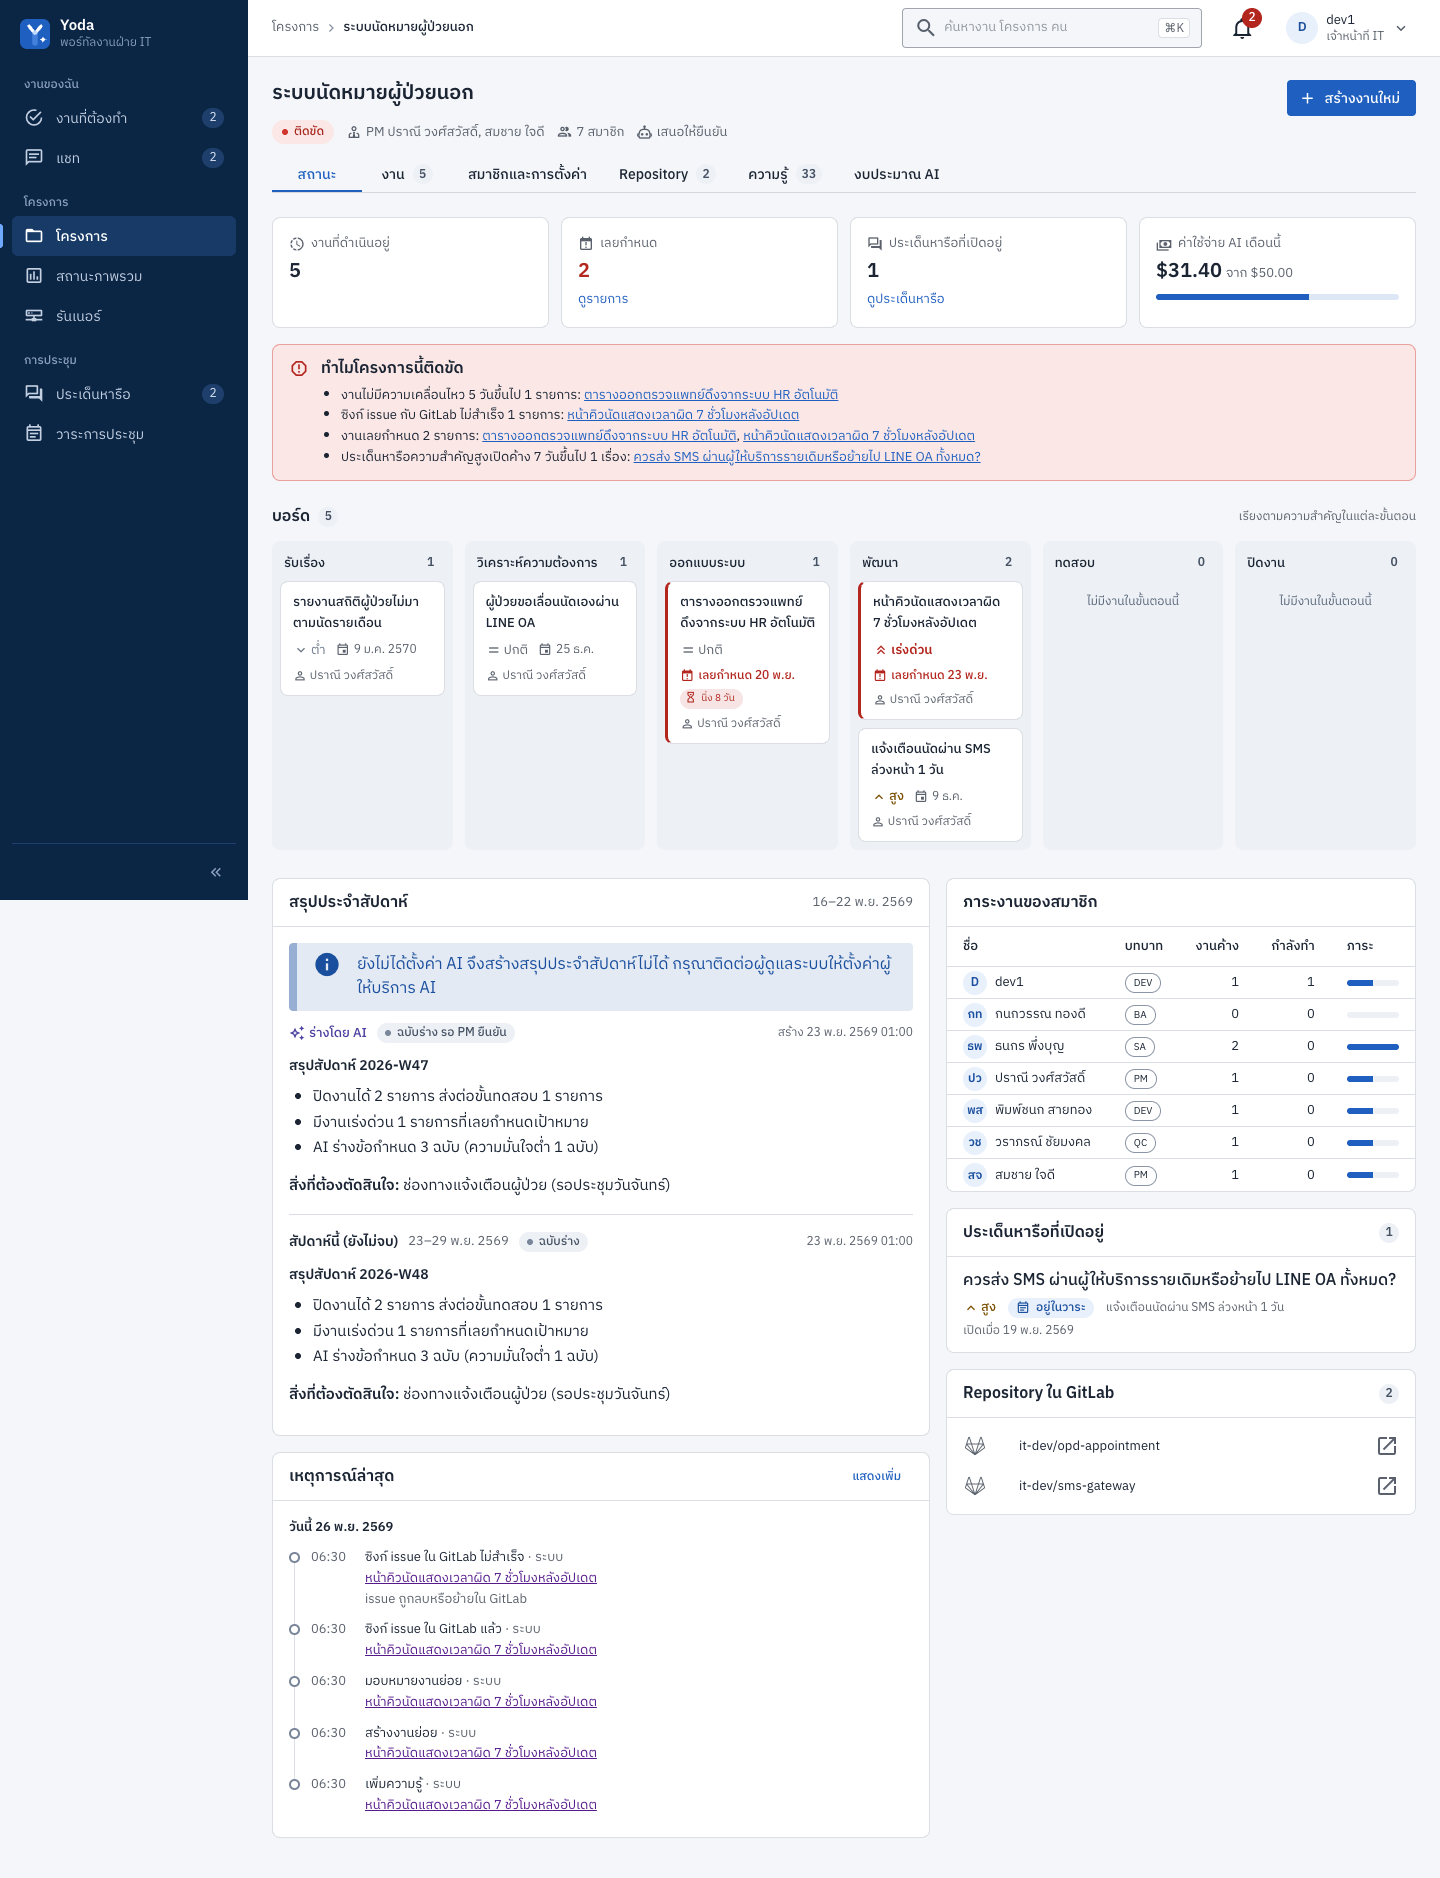 Yoda
พอร์ทัลงานฝ่าย IT
งานของฉัน
งานที่ต้องทำ 2
แชท 2
โครงการ
โครงการ
สถานะภาพรวม
รันเนอร์
การประชุม
ประเด็นหารือ 2
วาระการประชุม
โครงการ > ระบบนัดหมายผู้ป่วยนอก
ค้นหางาน โครงการ คน ⌘K
2
D dev1
เจ้าหน้าที่ IT
ระบบนัดหมายผู้ป่วยนอก
+ สร้างงานใหม่
ติดขัด PM ปราณี วงศ์สวัสดิ์, สมชาย ใจดี 7 สมาชิก เสนอให้ยืนยัน
สถานะ งาน 5 สมาชิกและการตั้งค่า Repository 2 ความรู้ 33 งบประมาณ AI
งานที่ดำเนินอยู่
5
เลยกำหนด
2
ดูรายการ
ประเด็นหารือที่เปิดอยู่
1
ดูประเด็นหารือ
ค่าใช้จ่าย AI เดือนนี้
$31.40 จาก $50.00
ทำไมโครงการนี้ติดขัด
• งานไม่มีความเคลื่อนไหว 5 วันขึ้นไป 1 รายการ: ตารางออกตรวจแพทย์ดึงจากระบบ HR อัตโนมัติ
• ซิงก์ issue กับ GitLab ไม่สำเร็จ 1 รายการ: หน้าคิวนัดแสดงเวลาผิด 7 ชั่วโมงหลังอัปเดต
• งานเลยกำหนด 2 รายการ: ตารางออกตรวจแพทย์ดึงจากระบบ HR อัตโนมัติ, หน้าคิวนัดแสดงเวลาผิด 7 ชั่วโมงหลังอัปเดต
• ประเด็นหารือความสำคัญสูงเปิดค้าง 7 วันขึ้นไป 1 เรื่อง: ควรส่ง SMS ผ่านผู้ให้บริการรายเดิมหรือย้ายไป LINE OA ทั้งหมด?
บอร์ด 5
เรียงตามความสำคัญในแต่ละขั้นตอน
รับเรื่อง 1
รายงานสถิติผู้ป่วยไม่มา
ตามนัดรายเดือน
ต่ำ 9 ม.ค. 2570
ปราณี วงศ์สวัสดิ์
วิเคราะห์ความต้องการ 1
ผู้ป่วยขอเลื่อนนัดเองผ่าน
LINE OA
ปกติ 25 ธ.ค.
ปราณี วงศ์สวัสดิ์
ออกแบบระบบ 1
ตารางออกตรวจแพทย์
ดึงจากระบบ HR อัตโนมัติ
ปกติ
เลยกำหนด 20 พ.ย.
นิ่ง 8 วัน
ปราณี วงศ์สวัสดิ์
พัฒนา 2
หน้าคิวนัดแสดงเวลาผิด
7 ชั่วโมงหลังอัปเดต
เร่งด่วน
เลยกำหนด 23 พ.ย.
ปราณี วงศ์สวัสดิ์
แจ้งเตือนนัดผ่าน SMS
ล่วงหน้า 1 วัน
สูง 9 ธ.ค.
ปราณี วงศ์สวัสดิ์
ทดสอบ 0
ไม่มีงานในขั้นตอนนี้
ปิดงาน 0
ไม่มีงานในขั้นตอนนี้
สรุปประจำสัปดาห์ 16–22 พ.ย. 2569
ยังไม่ได้ตั้งค่า AI จึงสร้างสรุปประจำสัปดาห์ไม่ได้ กรุณาติดต่อผู้ดูแลระบบให้ตั้งค่าผู้
ให้บริการ AI
ร่างโดย AI ฉบับร่าง รอ PM ยืนยัน สร้าง 23 พ.ย. 2569 01:00
สรุปสัปดาห์ 2026-W47
• ปิดงานได้ 2 รายการ ส่งต่อขั้นทดสอบ 1 รายการ
• มีงานเร่งด่วน 1 รายการที่เลยกำหนดเป้าหมาย
• AI ร่างข้อกำหนด 3 ฉบับ (ความมั่นใจต่ำ 1 ฉบับ)
สิ่งที่ต้องตัดสินใจ: ช่องทางแจ้งเตือนผู้ป่วย (รอประชุมวันจันทร์)
สัปดาห์นี้ (ยังไม่จบ) 23–29 พ.ย. 2569 ฉบับร่าง 23 พ.ย. 2569 01:00
สรุปสัปดาห์ 2026-W48
• ปิดงานได้ 2 รายการ ส่งต่อขั้นทดสอบ 1 รายการ
• มีงานเร่งด่วน 1 รายการที่เลยกำหนดเป้าหมาย
• AI ร่างข้อกำหนด 3 ฉบับ (ความมั่นใจต่ำ 1 ฉบับ)
สิ่งที่ต้องตัดสินใจ: ช่องทางแจ้งเตือนผู้ป่วย (รอประชุมวันจันทร์)
เหตุการณ์ล่าสุด แสดงเพิ่ม
วันนี้ 26 พ.ย. 2569
06:30 ซิงก์ issue ใน GitLab ไม่สำเร็จ · ระบบ
หน้าคิวนัดแสดงเวลาผิด 7 ชั่วโมงหลังอัปเดต
issue ถูกลบหรือย้ายใน GitLab
06:30 ซิงก์ issue ใน GitLab แล้ว · ระบบ
หน้าคิวนัดแสดงเวลาผิด 7 ชั่วโมงหลังอัปเดต
06:30 มอบหมายงานย่อย · ระบบ
หน้าคิวนัดแสดงเวลาผิด 7 ชั่วโมงหลังอัปเดต
06:30 สร้างงานย่อย · ระบบ
หน้าคิวนัดแสดงเวลาผิด 7 ชั่วโมงหลังอัปเดต
06:30 เพิ่มความรู้ · ระบบ
หน้าคิวนัดแสดงเวลาผิด 7 ชั่วโมงหลังอัปเดต
ภาระงานของสมาชิก
ชื่อ บทบาท งานค้าง กำลังทำ ภาระ
D dev1 DEV 1 1
กท กนกวรรณ ทองดี BA 0 0
ธพ ธนกร พึ่งบุญ SA 2 0
ปว ปราณี วงศ์สวัสดิ์ PM 1 0
พส พิมพ์ชนก สายทอง DEV 1 0
วช วราภรณ์ ชัยมงคล QC 1 0
สจ สมชาย ใจดี PM 1 0
ประเด็นหารือที่เปิดอยู่ 1
ควรส่ง SMS ผ่านผู้ให้บริการรายเดิมหรือย้ายไป LINE OA ทั้งหมด?
สูง อยู่ในวาระ แจ้งเตือนนัดผ่าน SMS ล่วงหน้า 1 วัน
เปิดเมื่อ 19 พ.ย. 2569
Repository ใน GitLab 2
it-dev/opd-appointment
it-dev/sms-gateway